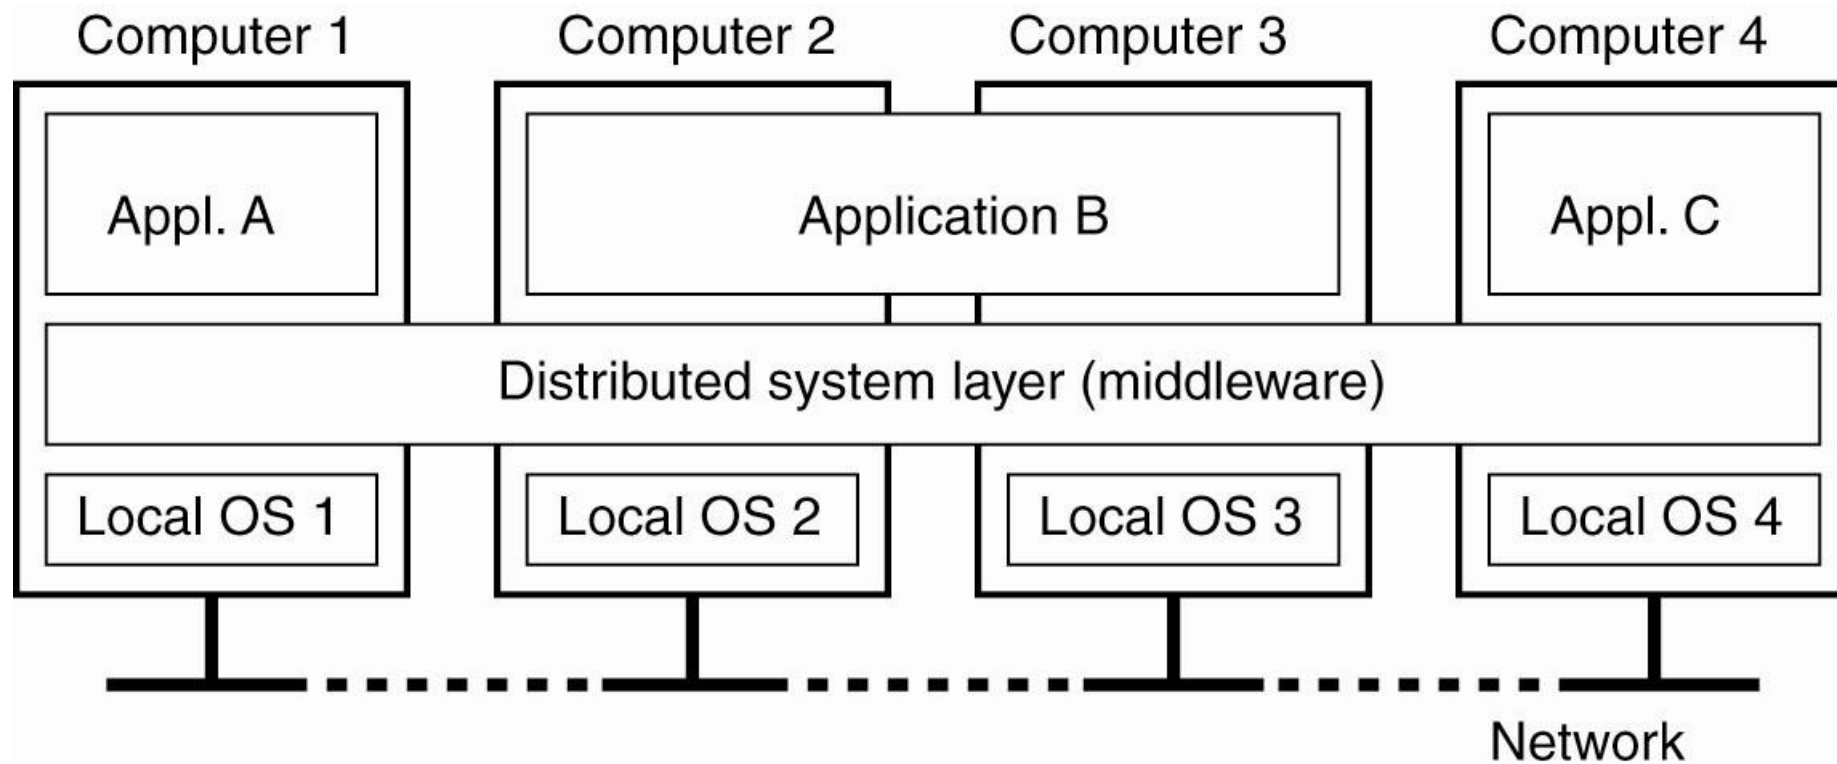 Computer 1
Computer 2
Computer 3
Computer 4
Appl. A
Application B
Appl. C
Distributed system layer (middleware)
Local OS 1
Local OS 2
Local OS 3
Local OS 4
Network